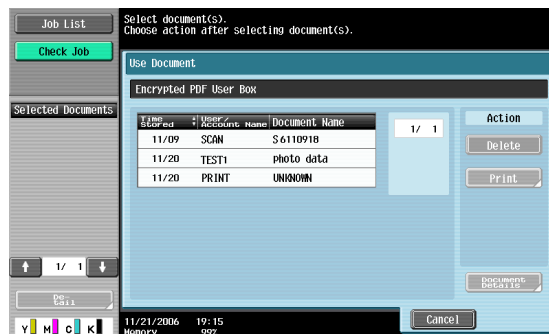 Job List
Check Job
Select document(s).
Choose action after selecting document(s).
Use Document
Encrypted PDF User Box
Selected Documents
Time Stored User/ Account Name Document Name
11/09 SCAN S6110918
11/20 TEST1 photo data
11/20 PRINT UNKNOWN
1/ 1
Action
Delete
Print
Document Details
1/ 1
De-
tail
Y M C K
11/21/2006 19:15
Memory 99%
Cancel